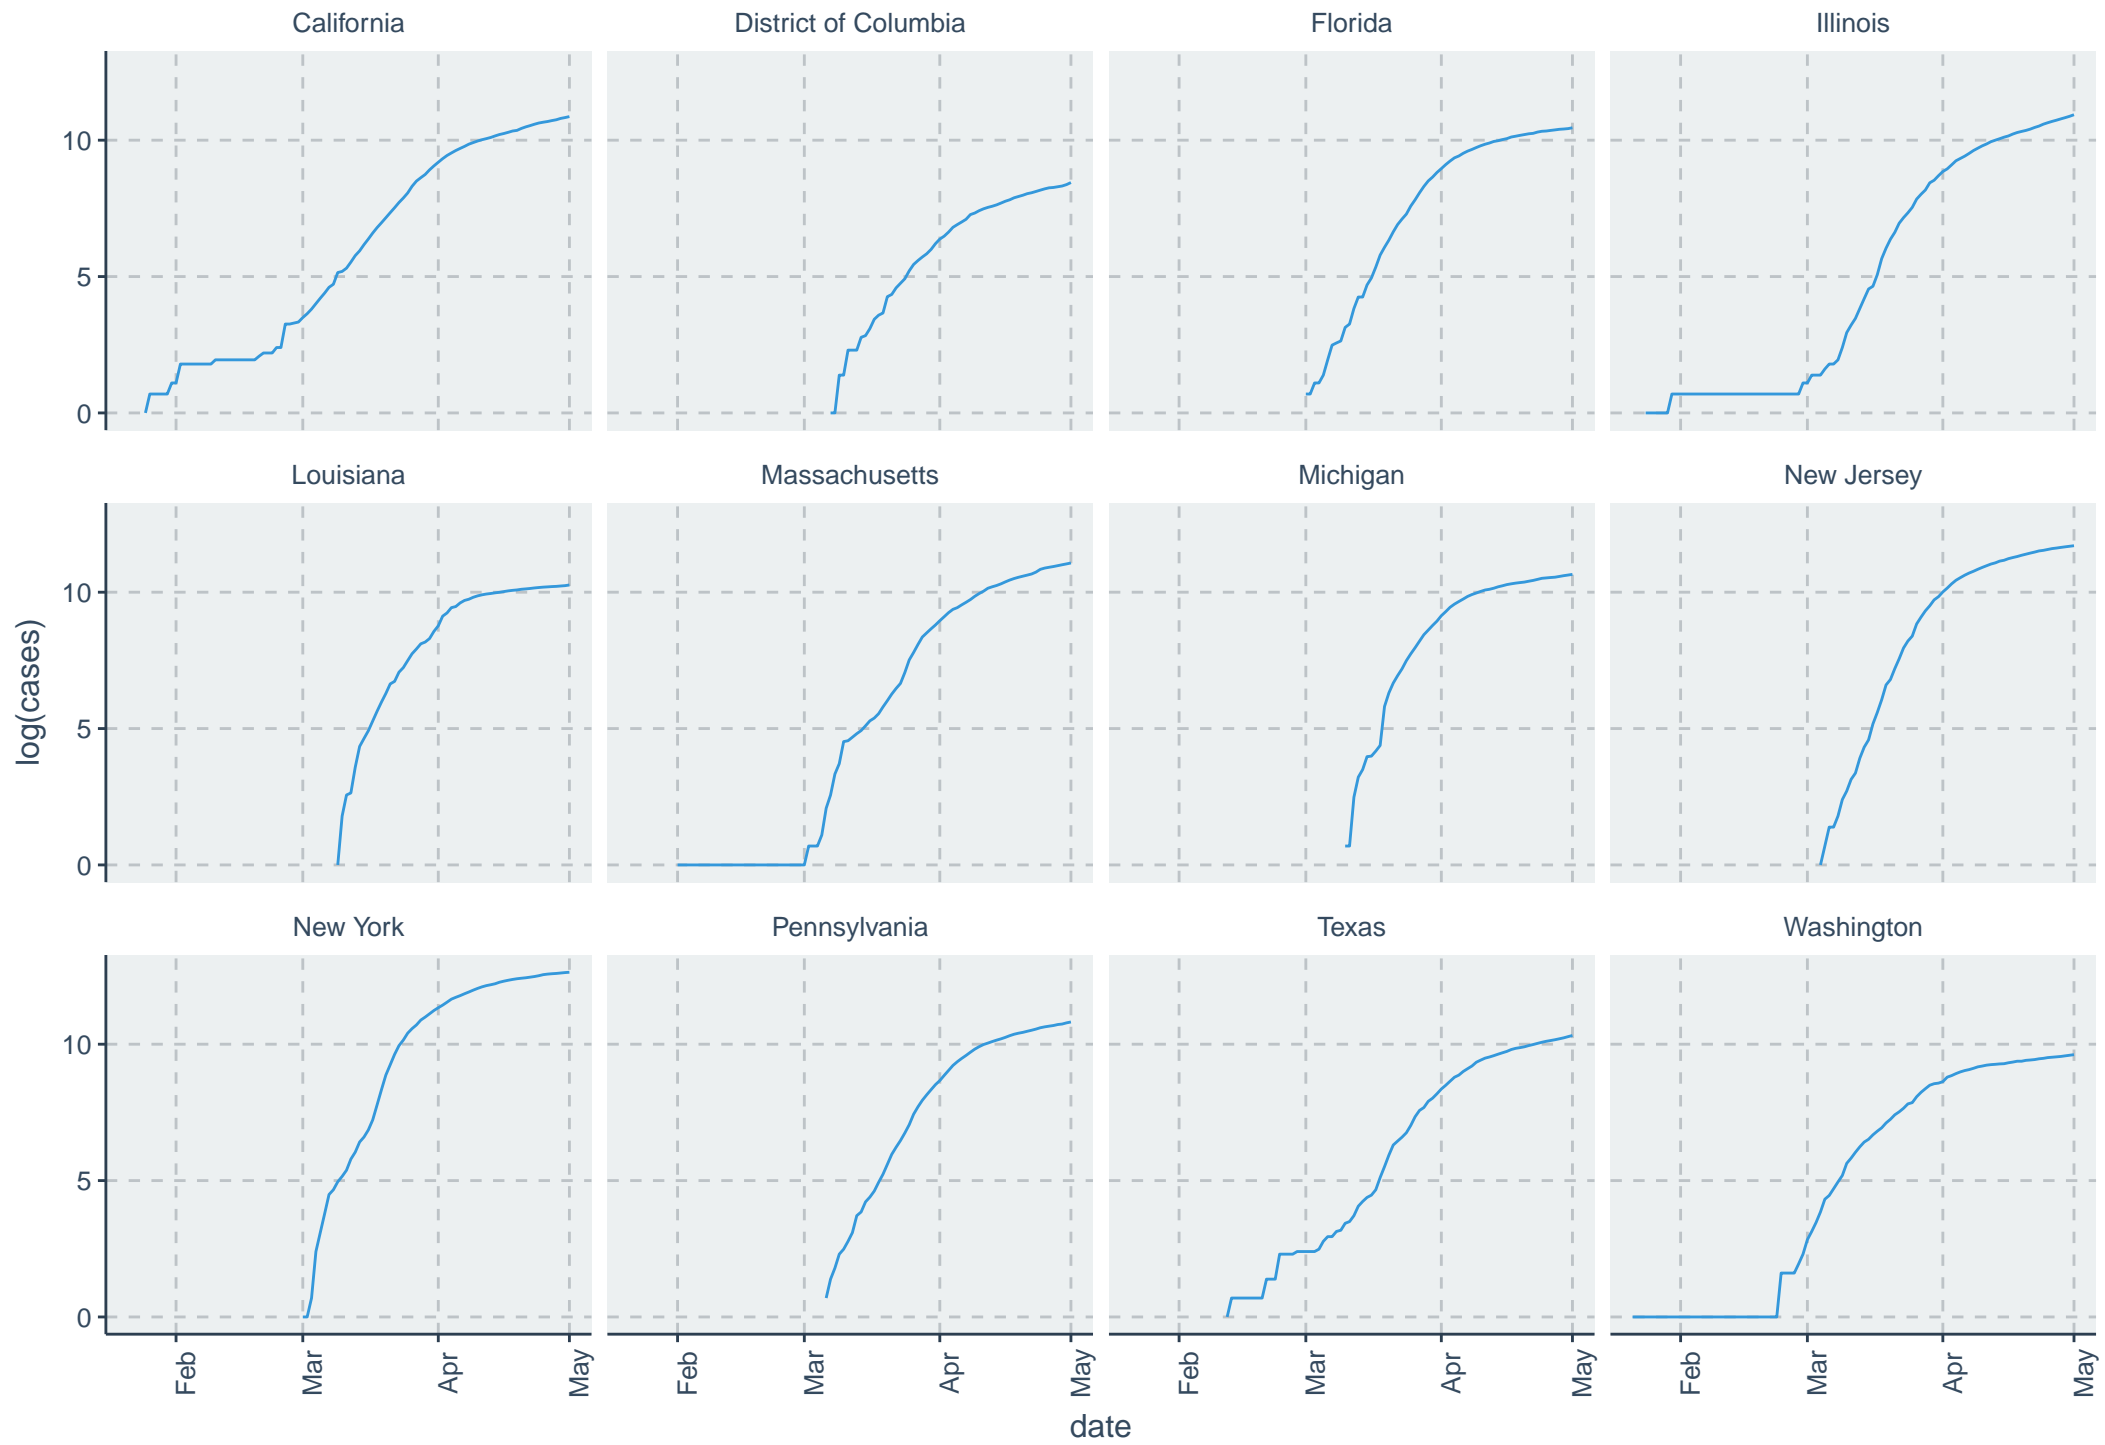 California
District of Columbia
Florida
Illinois
10
5
0
Louisiana
Massachusetts
Michigan
New Jersey
10
5
0
log(cases)
New York
Pennsylvania
Texas
Washington
10
5
0
Feb
Mar
Apr
May
Feb
Mar
Apr
May
Feb
Mar
Apr
May
Feb
Mar
Apr
May
date